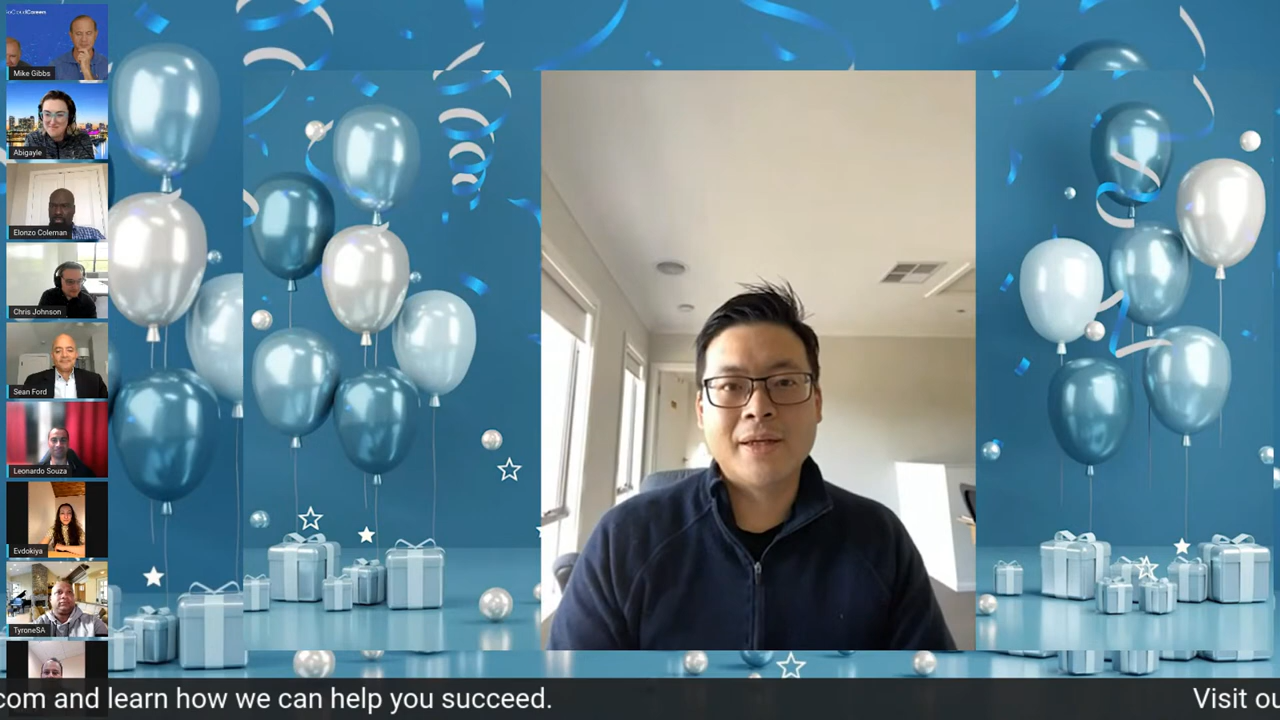 Mike Gibbs
Abigayle
Elonzo Coleman
Chris Johnson
Sean Ford
Leonardo Souza
Evdokiya
TyroneSA
com and learn how we can help you succeed.
Visit ou